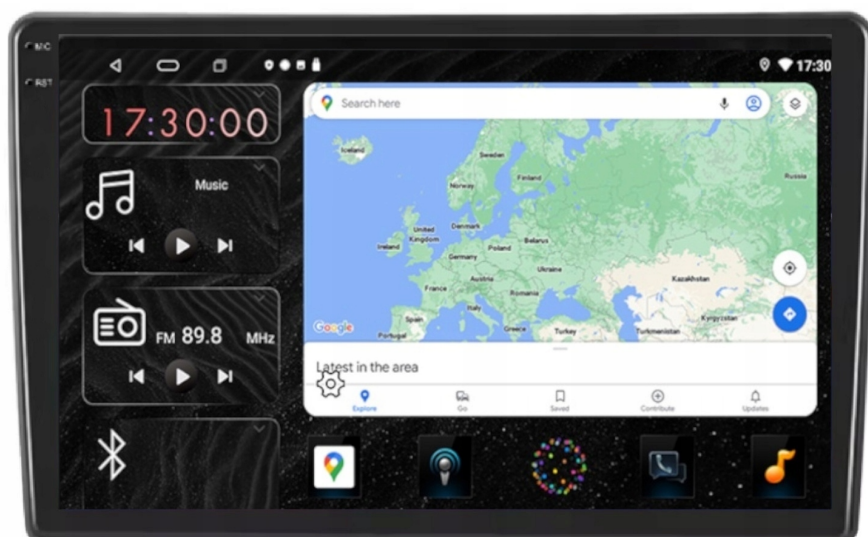 MIC
RST
17:30
17:30:00
Music
FM 89.8 MHz
Search here
Iceland
Sweden
Finland
Norway
Russia
United
Kingdom
Denmark
Ireland
Belarus
Poland
Germany
Ukraine
Kazakhstan
Austria
France
Romania
Italy
Spain
Portugal
Greece
Turkey
Turkmenistan
Kyrgyzstan
Google
Latest in the area
Explore
Go
Saved
Contribute
Updates